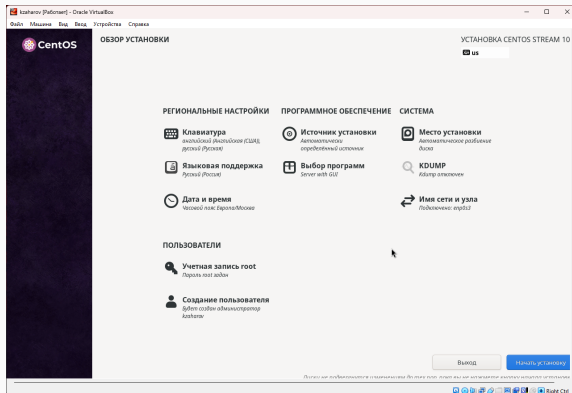 kzaharov [Работает] - Oracle VirtualBox
Файл Машина Вид Ввод Устройства Справка
CentOS
ОБЗОР УСТАНОВКИ
УСТАНОВКА CENTOS STREAM 10
us
РЕГИОНАЛЬНЫЕ НАСТРОЙКИ
Клавиатура
английский (Английская (США)),
русский (Русская)
Языковая поддержка
Русский (Россия)
Дата и время
Часовой пояс Европа/Москва
ПРОГРАММНОЕ ОБЕСПЕЧЕНИЕ
Источник установки
Автоматически
определённый источник
Выбор программ
Server with GUI
СИСТЕМА
Место установки
Автоматическое разбиение
диска
KDUMP
Kdump отключен
Имя сети и узла
Подключено: enp0s3
ПОЛЬЗОВАТЕЛИ
Учетная запись root
Пароль root задан
Создание пользователя
Будет создан администратор
kzaharov
Выход
Начать установку
Right Ctrl